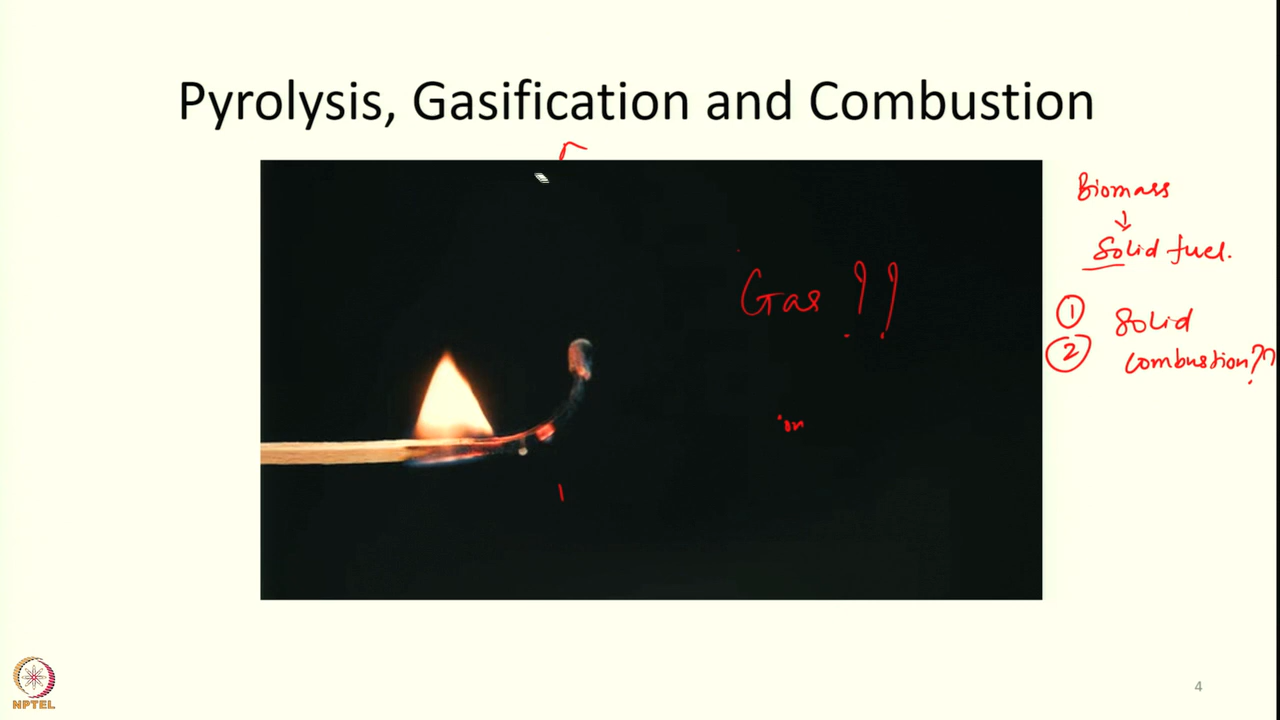 Pyrolysis, Gasification and Combustion
Biomass
↓
Solid fuel.
Gas ??
① Solid
② combustion??
NPTEL
4